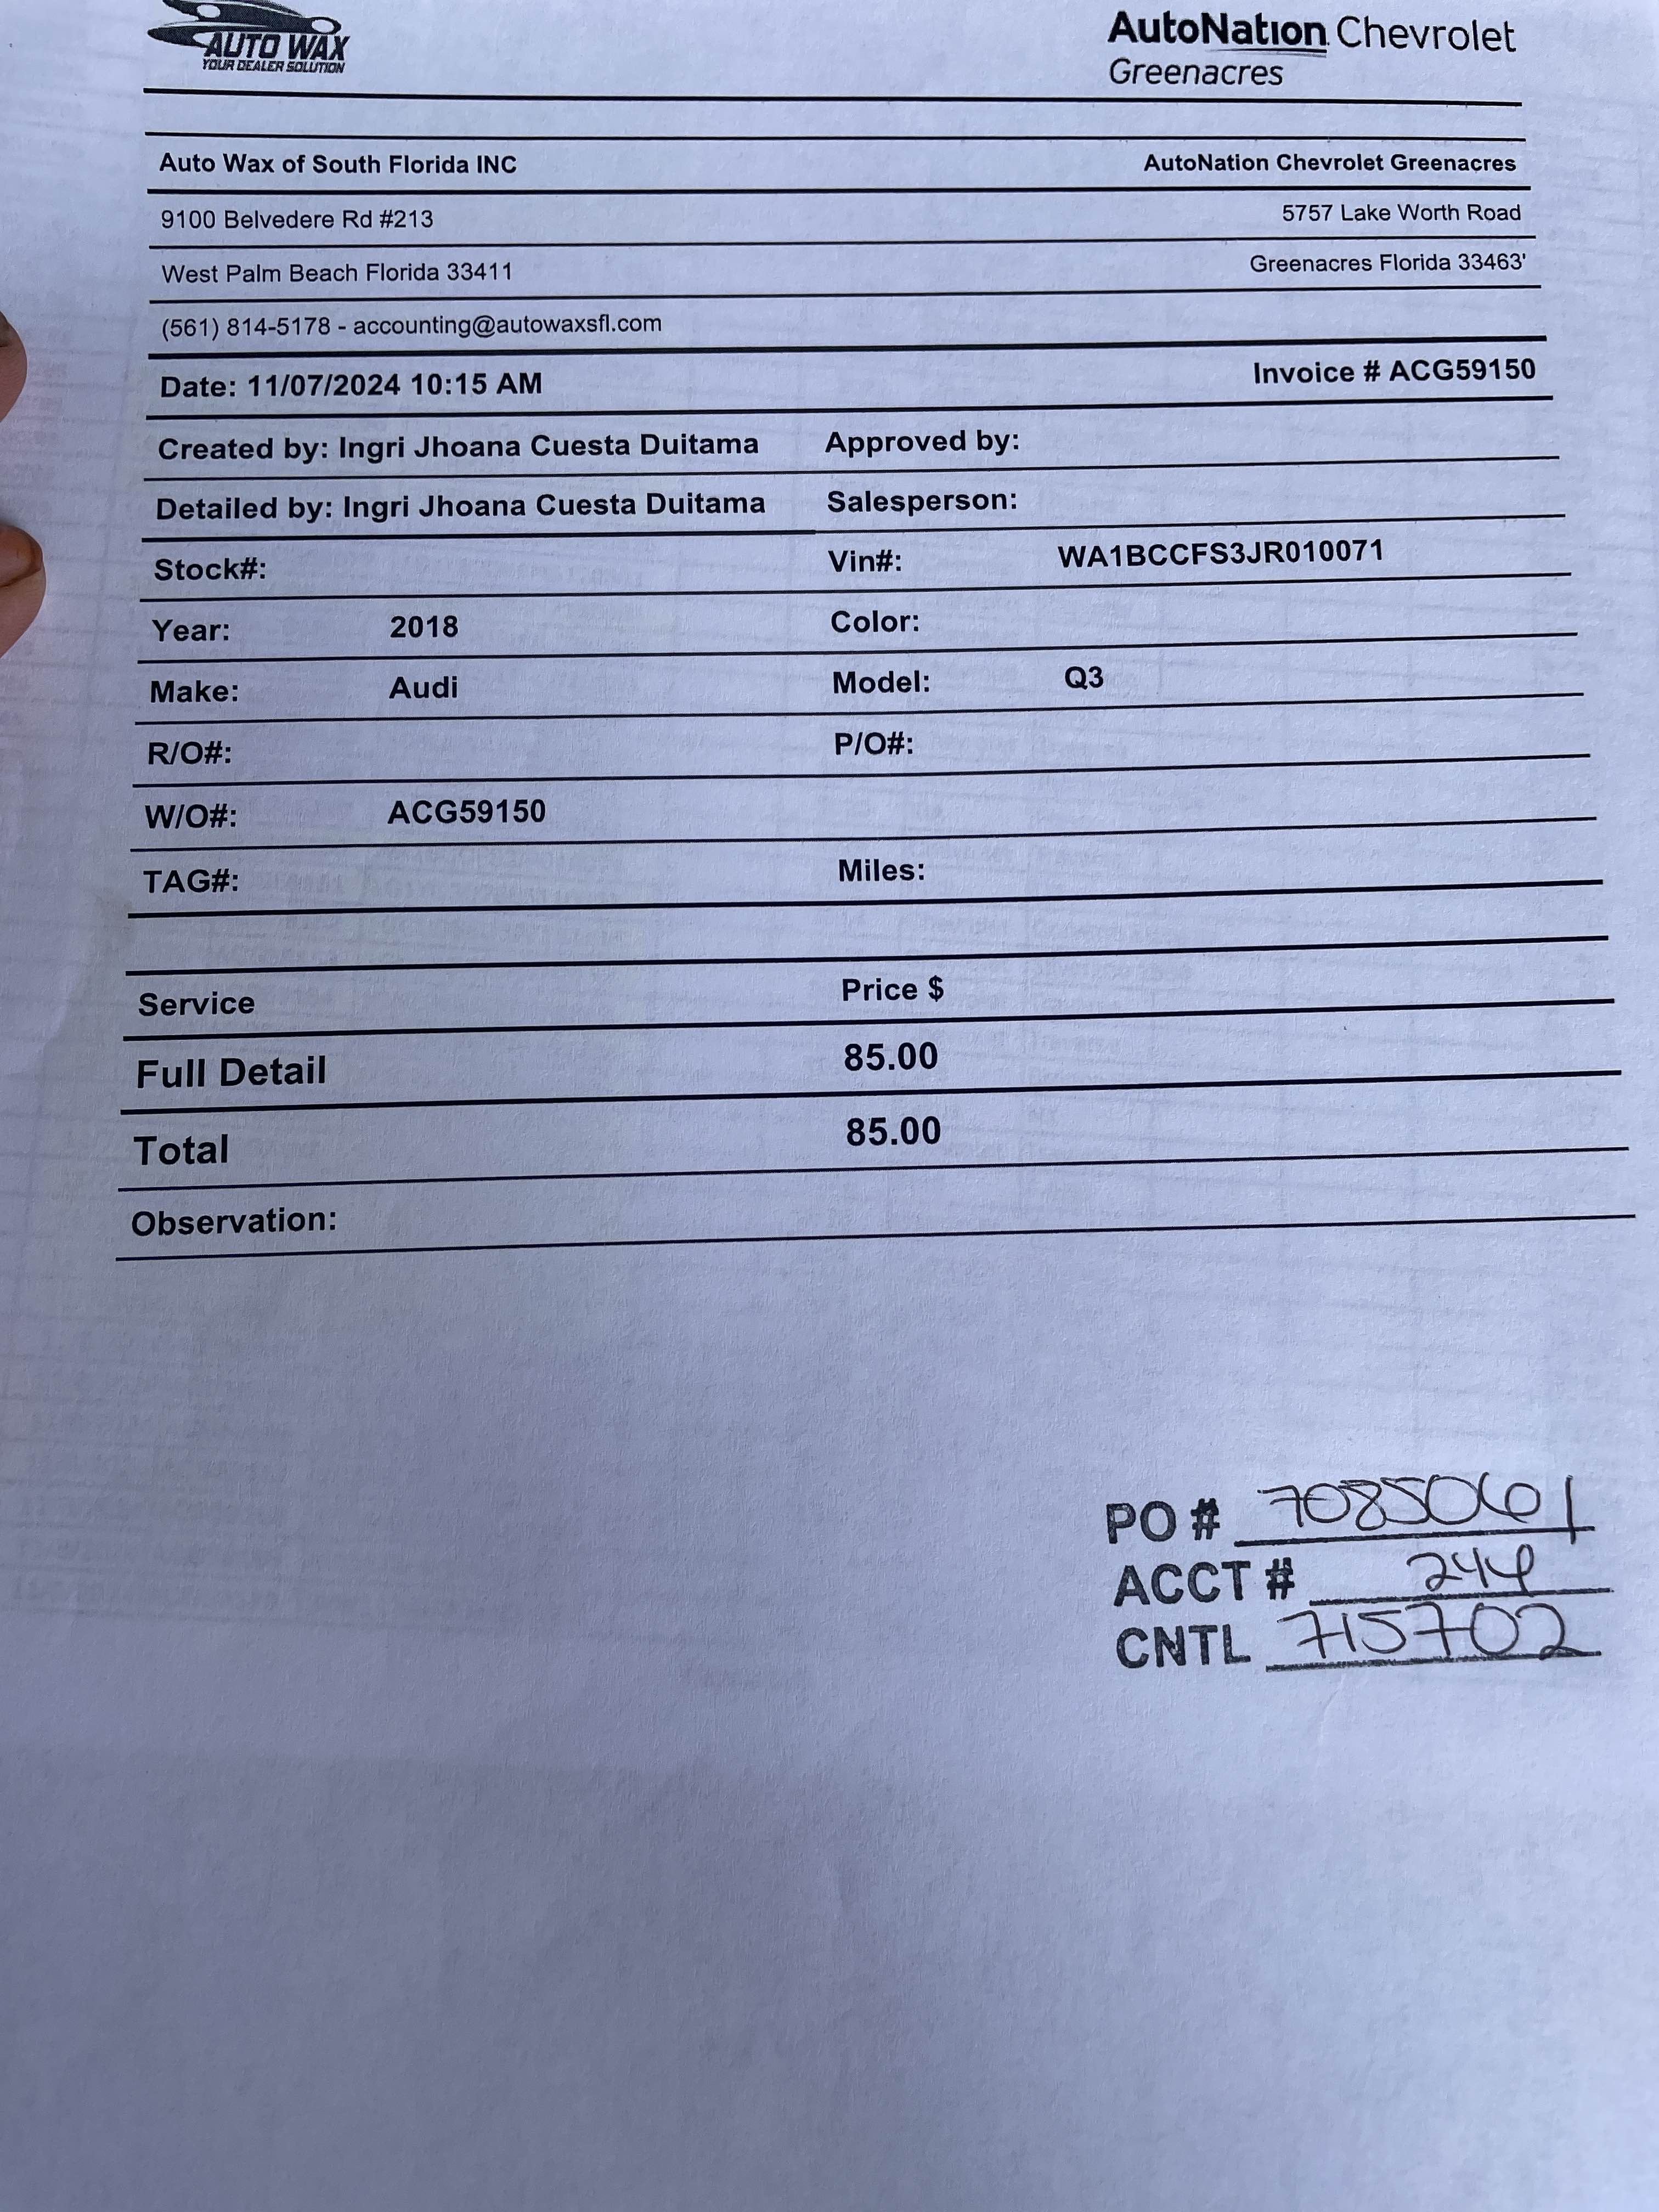 AUTO WAX
YOUR DEALER SOLUTION
AutoNation Chevrolet
Greenacres
Auto Wax of South Florida INC AutoNation Chevrolet Greenacres
9100 Belvedere Rd #213 5757 Lake Worth Road
West Palm Beach Florida 33411 Greenacres Florida 33463'
(561) 814-5178 - accounting@autowaxsfl.com
Date: 11/07/2024 10:15 AM Invoice # ACG59150
Created by: Ingri Jhoana Cuesta Duitama Approved by:
Detailed by: Ingri Jhoana Cuesta Duitama Salesperson:
Stock#: Vin#: WA1BCCFS3JR010071
Year: 2018 Color:
Make: Audi Model: Q3
R/O#: P/O#:
W/O#: ACG59150
TAG#: Miles:
Service Price $
Full Detail 85.00
Total 85.00
Observation:
PO # 7085061
ACCT # 244
CNTL 715702